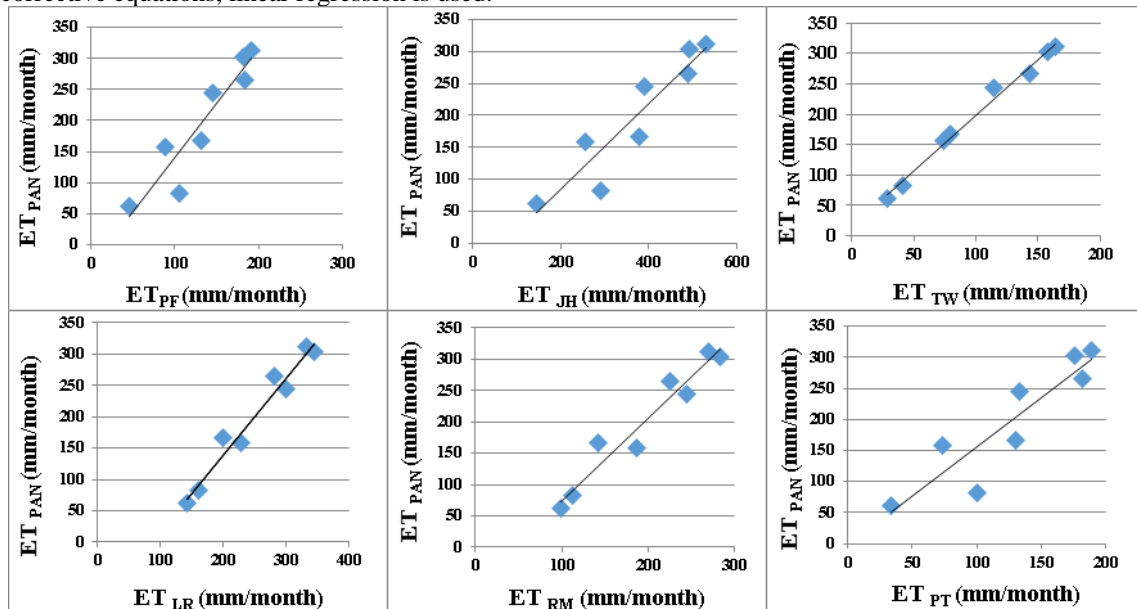 corrective equations, linear regression is used.
350
300
250
200
150
100
50
0
0 100 200 300
ET PAN (mm/month)
ET PF (mm/month)
350
300
250
200
150
100
50
0
0 200 400 600
ET PAN (mm/month)
ET JH (mm/month)
350
300
250
200
150
100
50
0
0 50 100 150 200
ET PAN (mm/month)
ET TW (mm/month)
350
300
250
200
150
100
50
0
0 100 200 300 400
ET PAN (mm/month)
ET LR (mm/month)
350
300
250
200
150
100
50
0
0 100 200 300
ET PAN (mm/month)
ET RM (mm/month)
350
300
250
200
150
100
50
0
0 50 100 150 200
ET PAN (mm/month)
ET PT (mm/month)